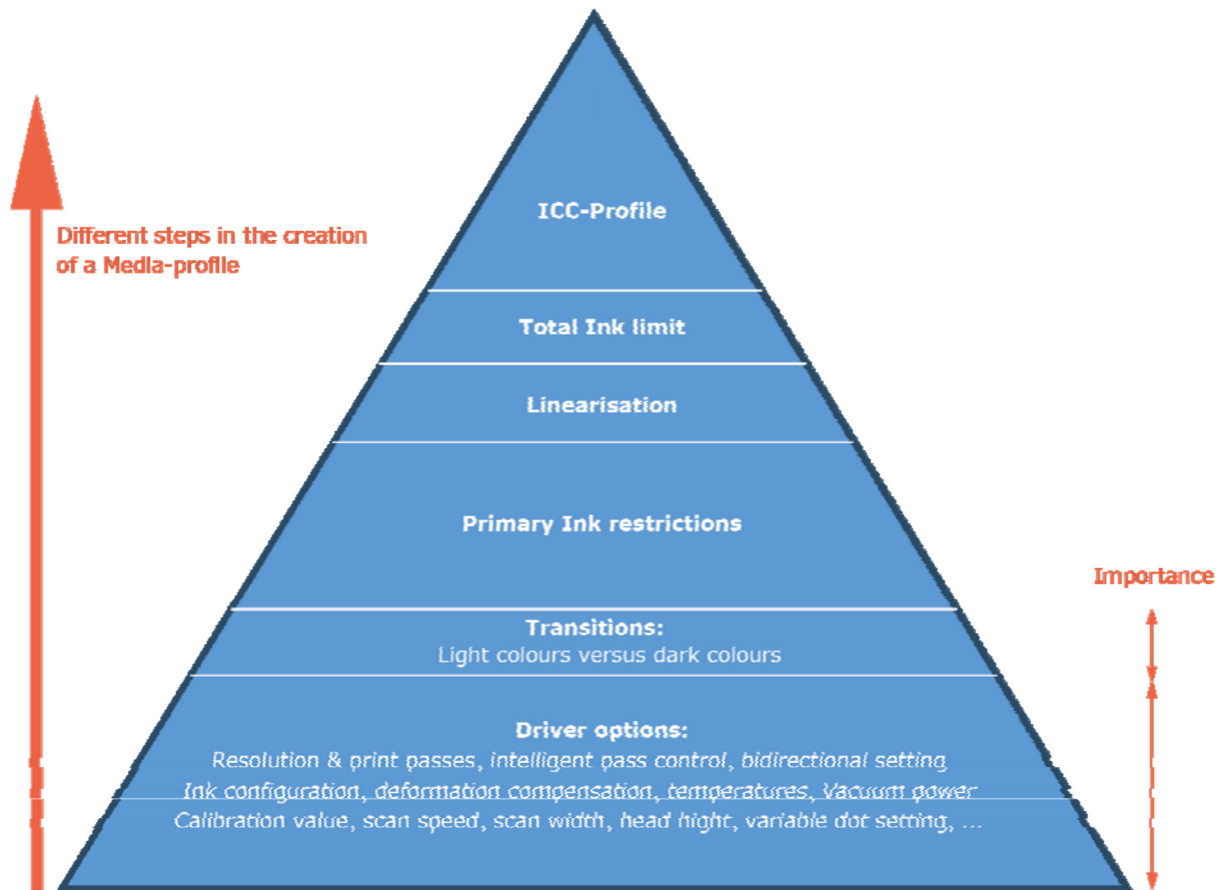 ICC-Profile
Different steps in the creation
of a Media-profile
Total Ink limit
Linearisation
Primary Ink restrictions
Importance
Transitions:
Light colours versus dark colours
Driver options:
Resolution & print passes, intelligent pass control, bidirectional setting
Ink configuration, deformation compensation, temperatures, Vacuum power
Calibration value, scan speed, scan width, head hight, variable dot setting, ...